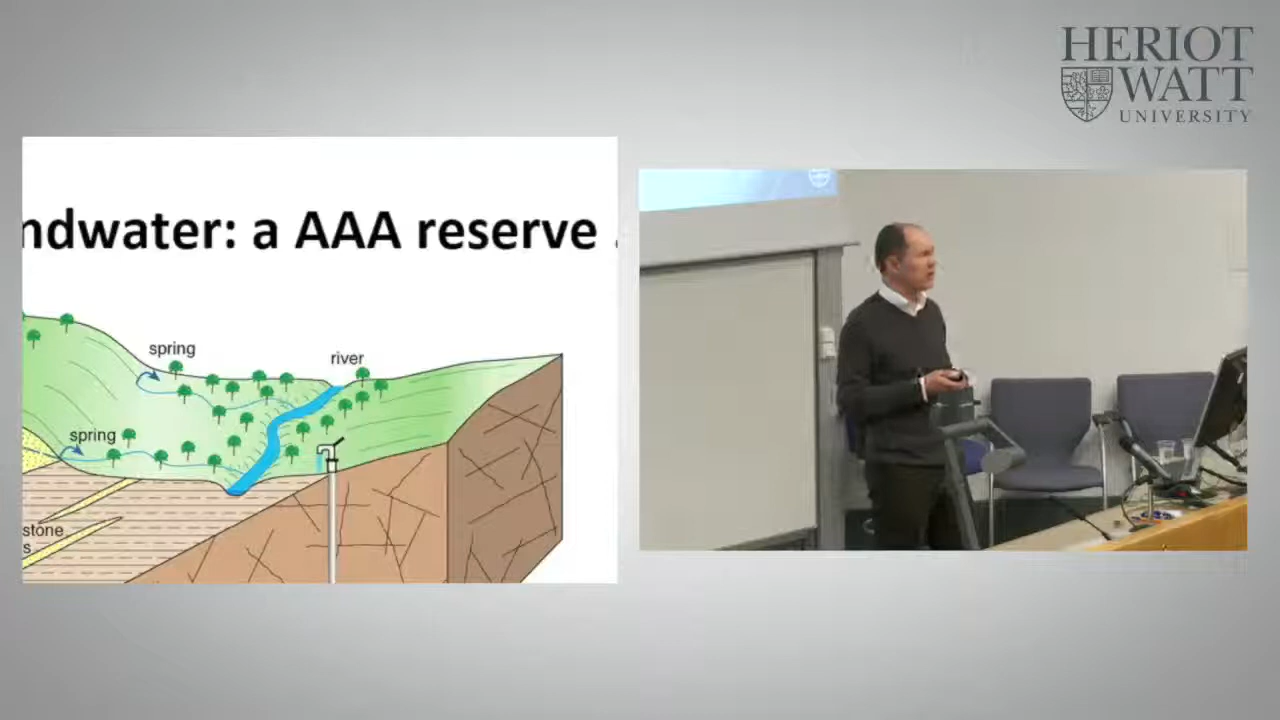 HERIOT
WATT
UNIVERSITY
ndwater: a AAA reserve
spring
river
spring
stone
s